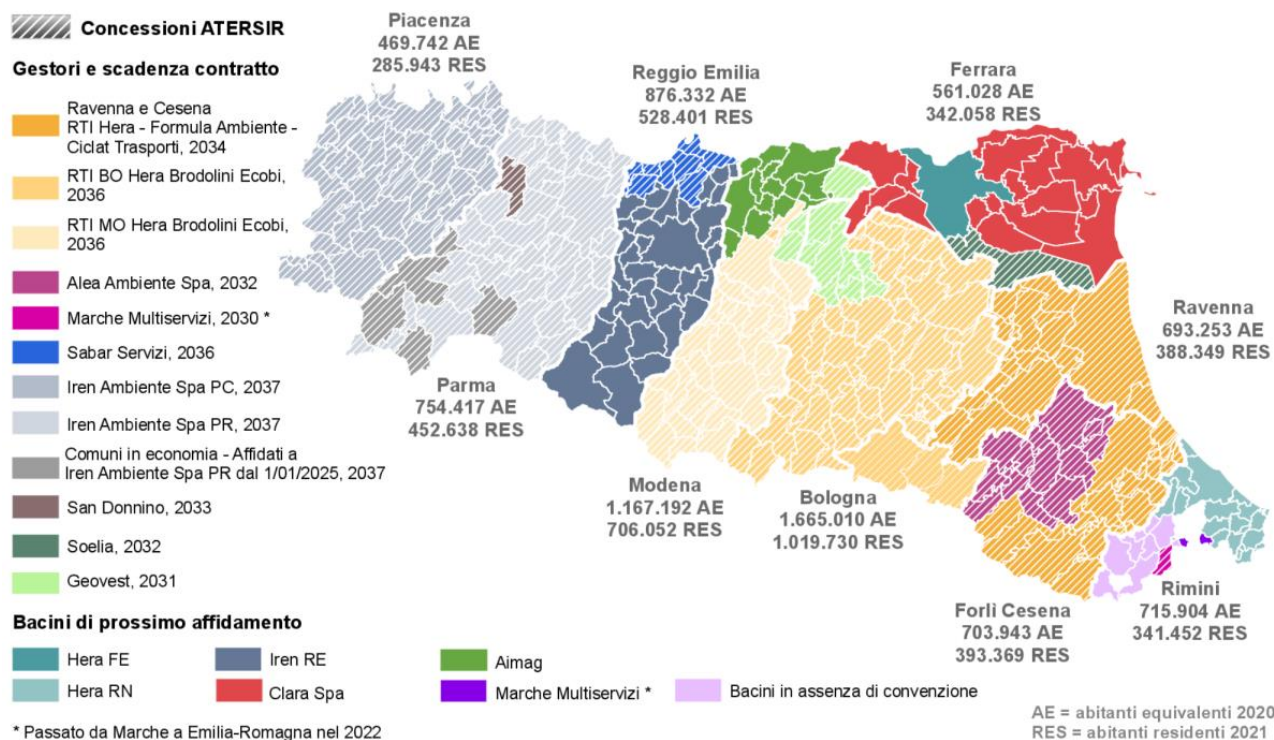 Concessioni ATERSIR
Gestori e scadenza contratto
Ravenna e Cesena
RTI Hera - Formula Ambiente -
Ciclat Trasporti, 2034
RTI BO Hera Brodolini Ecobi,
2036
RTI MO Hera Brodolini Ecobi,
2036
Alea Ambiente Spa, 2032
Marche Multiservizi, 2030 *
Sabar Servizi, 2036
Iren Ambiente Spa PC, 2037
Iren Ambiente Spa PR, 2037
Comuni in economia - Affidati a
Iren Ambiente Spa PR dal 1/01/2025, 2037
San Donnino, 2033
Soelia, 2032
Geovest, 2031
Piacenza
469.742 AE
285.943 RES
Reggio Emilia
876.332 AE
528.401 RES
Ferrara
561.028 AE
342.058 RES
Ravenna
693.253 AE
388.349 RES
Parma
754.417 AE
452.638 RES
Modena
1.167.192 AE
706.052 RES
Bologna
1.665.010 AE
1.019.730 RES
Forlì Cesena
703.943 AE
393.369 RES
Rimini
715.904 AE
341.452 RES
Bacini di prossimo affidamento
Hera FE
Iren RE
Aimag
Hera RN
Clara Spa
Marche Multiservizi *
Bacini in assenza di convenzione
* Passato da Marche a Emilia-Romagna nel 2022
AE = abitanti equivalenti 2020
RES = abitanti residenti 2021